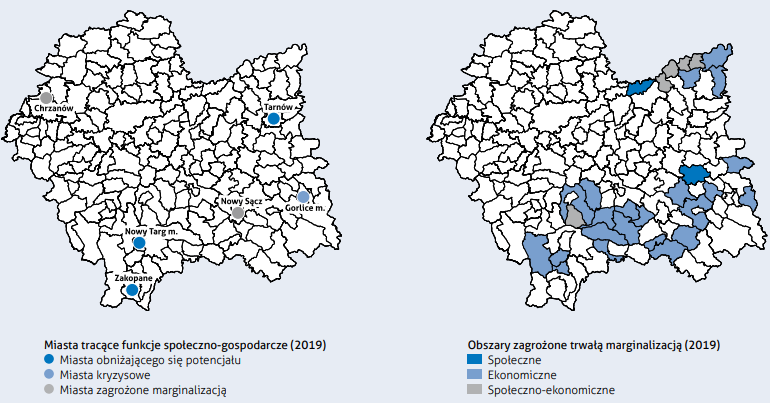 Chrzanów
Tarnów
Nowy Sącz
Gorlice m.
Nowy Targ m.
Zakopane
Miasta tracące funkcje społeczno-gospodarcze (2019)
Miasta obniżającego się potencjału
Miasta kryzysowe
Miasta zagrożone marginalizacją
Obszary zagrożone trwałą marginalizacją (2019)
Społeczne
Ekonomiczne
Społeczno-ekonomiczne